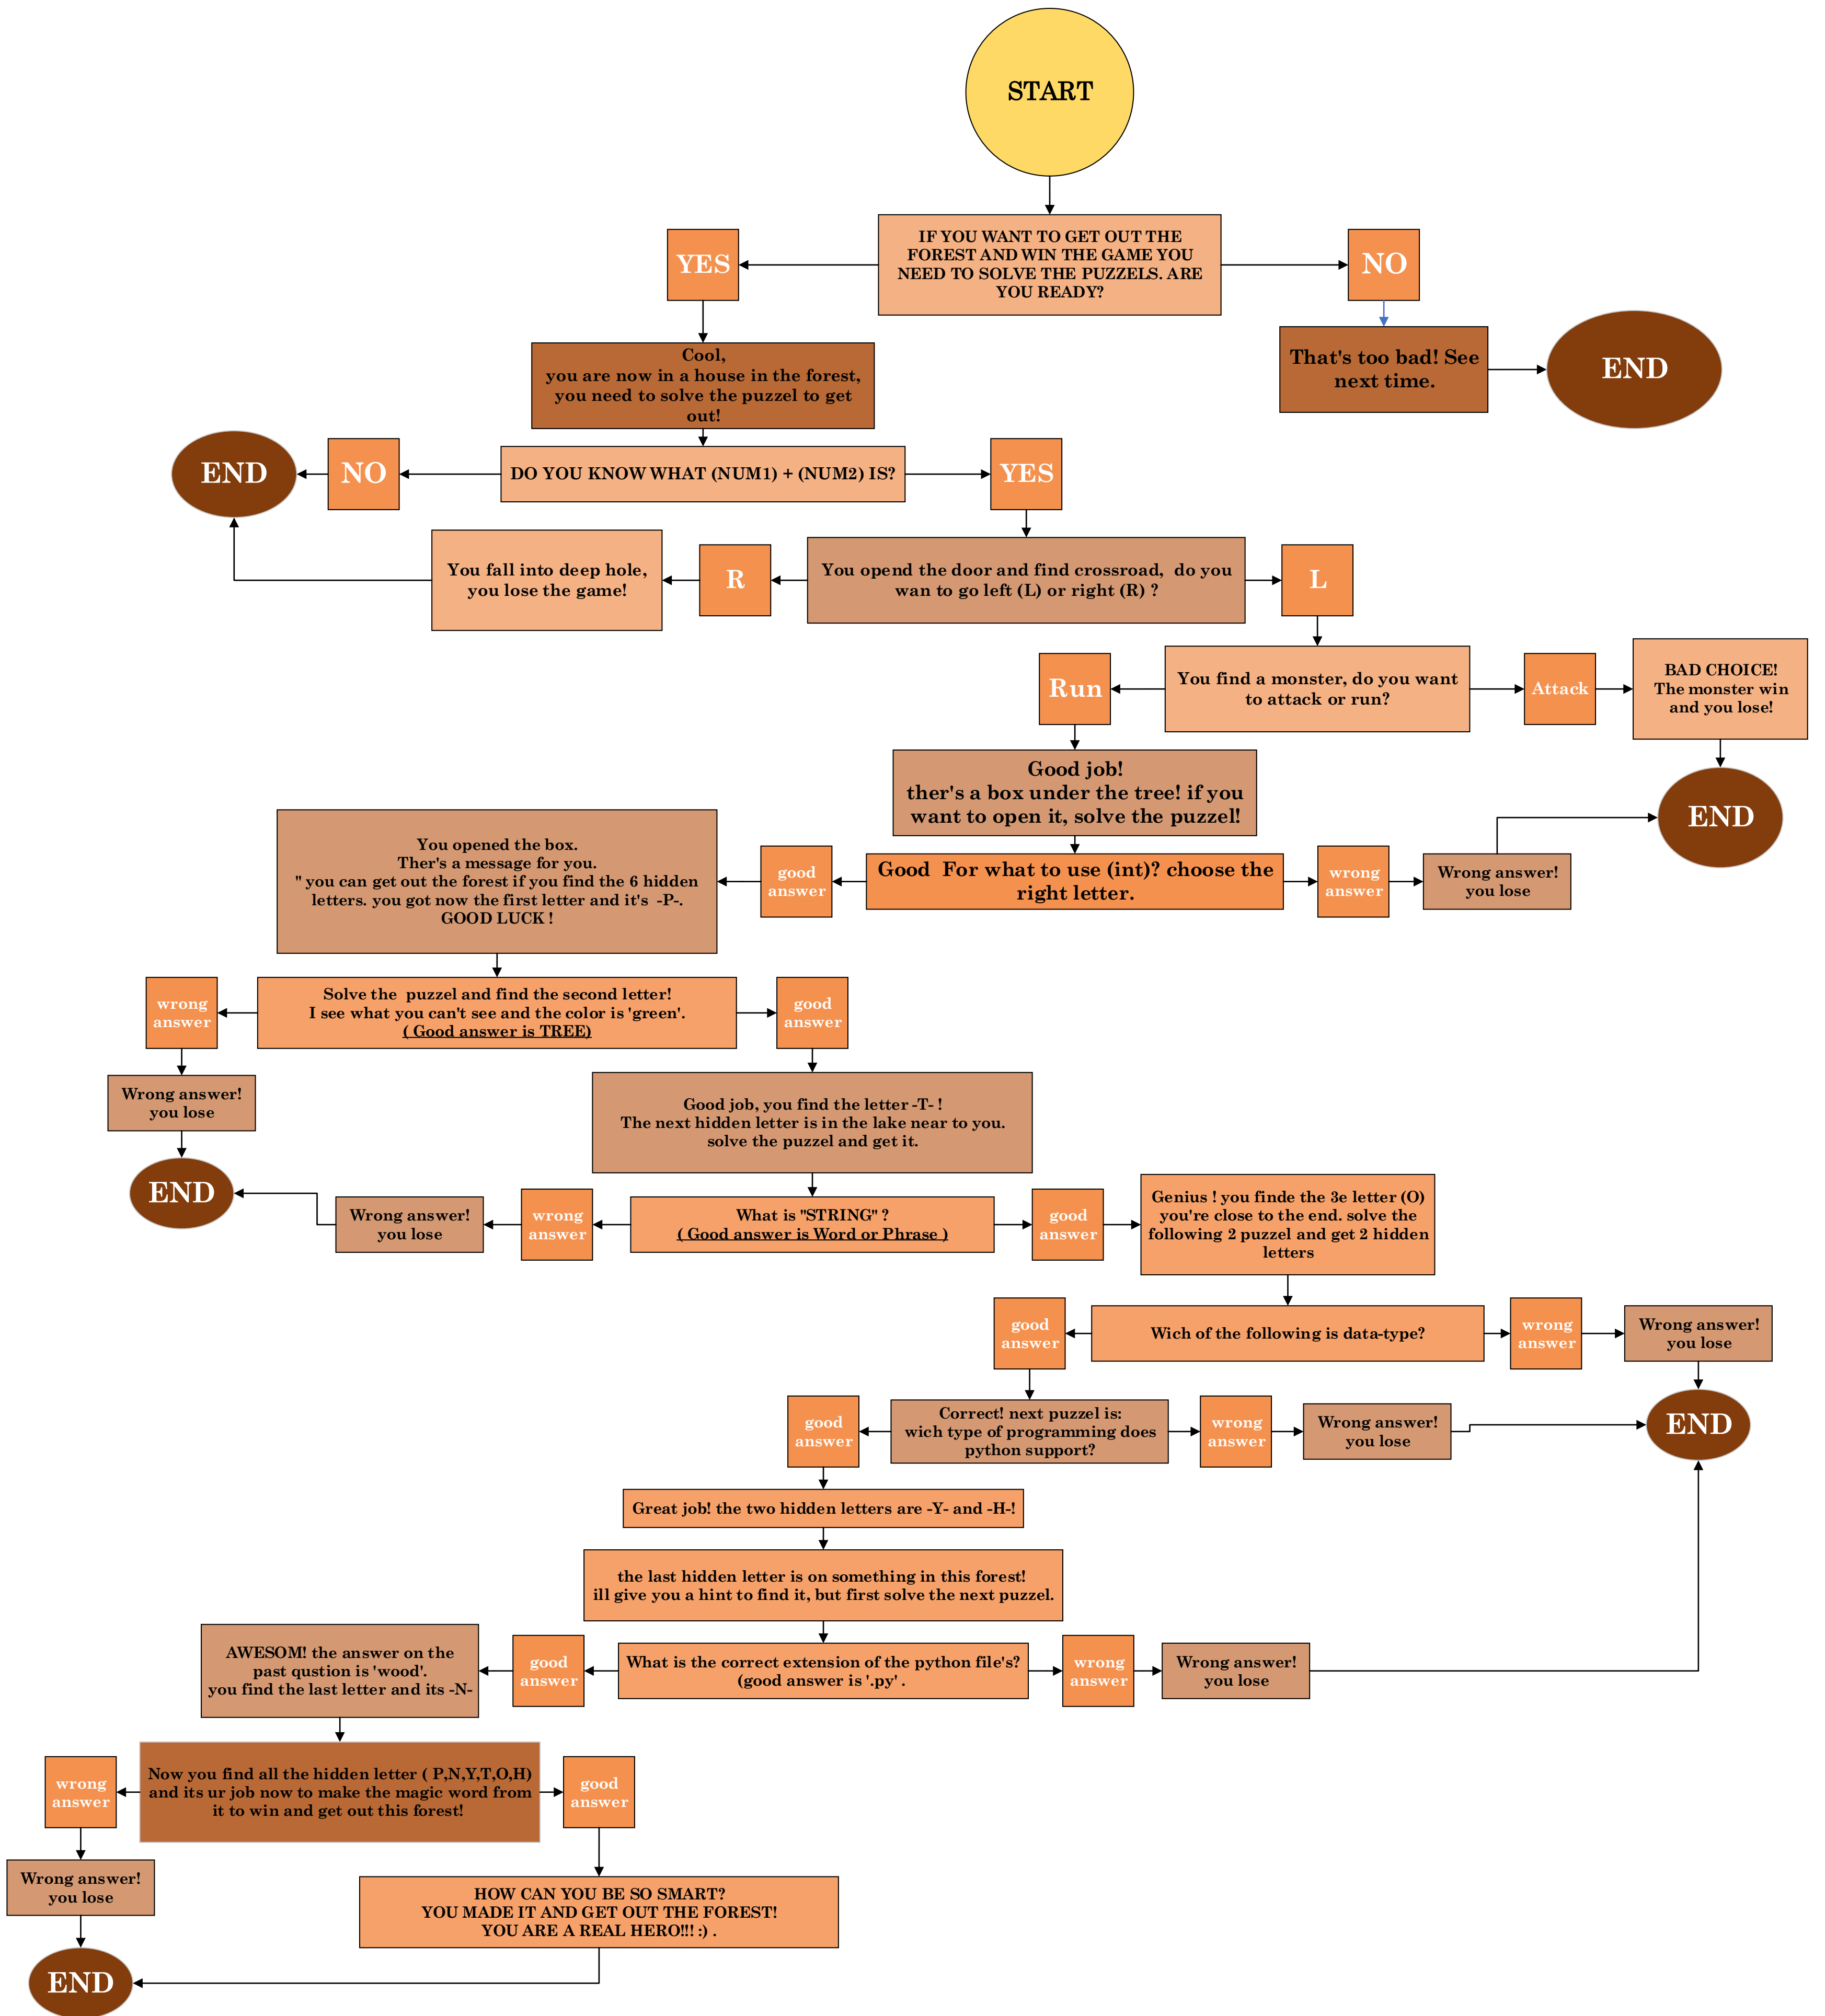 START
IF YOU WANT TO GET OUT THE
FOREST AND WIN THE GAME YOU
NEED TO SOLVE THE PUZZELS. ARE
YOU READY?
YES
NO
Cool,
you are now in a house in the forest,
you need to solve the puzzel to get
out!
That's too bad! See
next time.
END
END
NO
DO YOU KNOW WHAT (NUM1) + (NUM2) IS?
YES
You fall into deep hole,
you lose the game!
R
You opend the door and find crossroad,  do you
wan to go left (L) or right (R) ?
L
Run
You find a monster, do you want
to attack or run?
Attack
BAD CHOICE!
The monster win
and you lose!
Good job!
ther's a box under the tree! if you
want to open it, solve the puzzel!
END
You opened the box.
Ther's a message for you.
" you can get out the forest if you find the 6 hidden
letters. you got now the first letter and it's  -P-.
GOOD LUCK !
good
answer
Good  For what to use (int)? choose the
right letter.
wrong
answer
Wrong answer!
you lose
wrong
answer
Solve the  puzzel and find the second letter!
I see what you can't see and the color is 'green'.
( Good answer is TREE)
good
answer
Wrong answer!
you lose
Good job, you find the letter -T- !
The next hidden letter is in the lake near to you.
solve the puzzel and get it.
END
Wrong answer!
you lose
wrong
answer
What is "STRING" ?
( Good answer is Word or Phrase )
good
answer
Genius ! you finde the 3e letter (O)
you're close to the end. solve the
following 2 puzzel and get 2 hidden
letters
good
answer
Wich of the following is data-type?
wrong
answer
Wrong answer!
you lose
good
answer
Correct! next puzzel is:
wich type of programming does
python support?
wrong
answer
Wrong answer!
you lose
END
Great job! the two hidden letters are -Y- and -H-!
the last hidden letter is on something in this forest!
ill give you a hint to find it, but first solve the next puzzel.
AWESOM! the answer on the
past qustion is 'wood'.
you find the last letter and its -N-
good
answer
What is the correct extension of the python file's?
(good answer is '.py' .
wrong
answer
Wrong answer!
you lose
wrong
answer
Now you find all the hidden letter ( P,N,Y,T,O,H)
and its ur job now to make the magic word from
it to win and get out this forest!
good
answer
Wrong answer!
you lose
HOW CAN YOU BE SO SMART?
YOU MADE IT AND GET OUT THE FOREST!
YOU ARE A REAL HERO!!! :) .
END